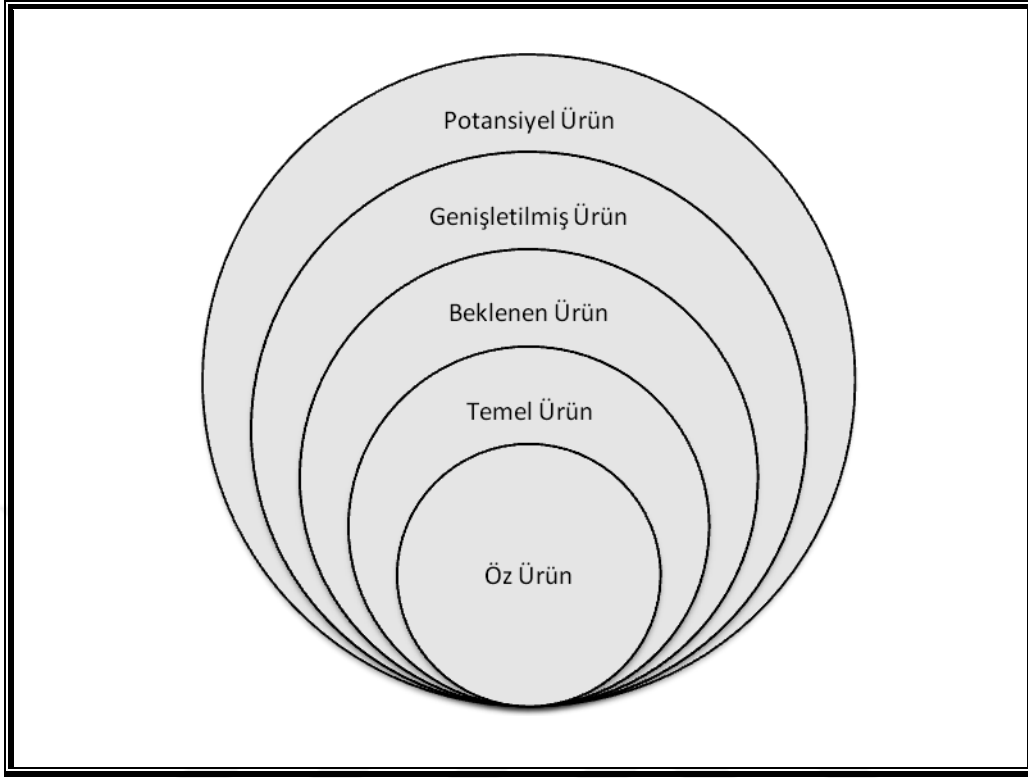 Potansiyel Ürün
Genişletilmiş Ürün
Beklenen Ürün
Temel Ürün
Öz Ürün